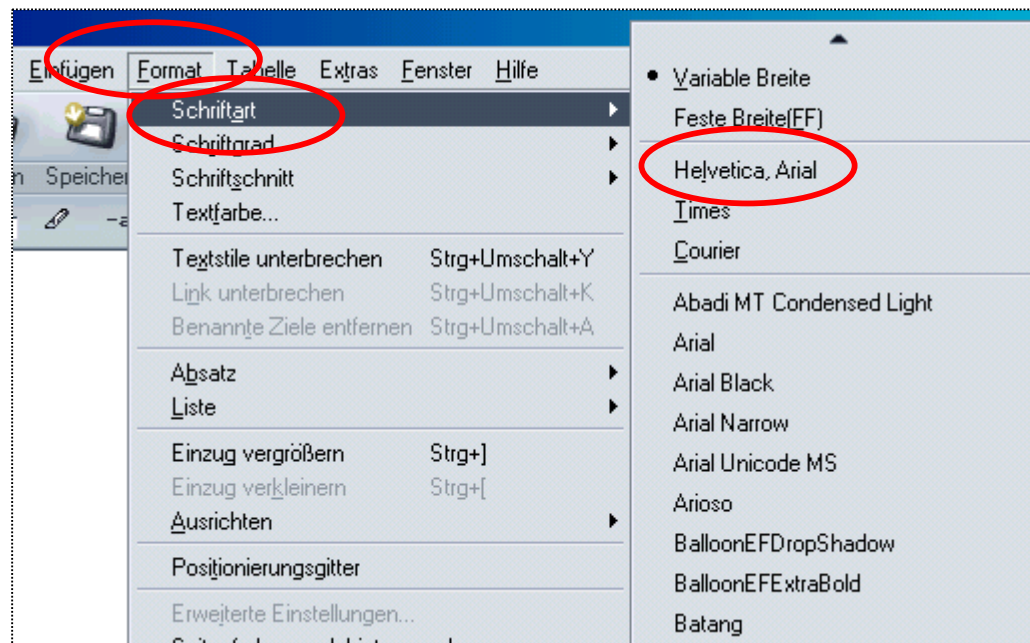 Einfügen Format Tabelle Extras Fenster Hilfe
Speicher
Schriftart
Schriftgrad
Schriftschnitt
Textfarbe...
Textstile unterbrechen Strg+Umschalt+Y
Link unterbrechen Strg+Umschalt+K
Benannte Ziele entfernen Strg+Umschalt+A
Absatz
Liste
Einzug vergrößern Strg+]
Einzug verkleinern Strg+[
Ausrichten
Positionierungsgitter
Erweiterte Einstellungen...
Variable Breite
Feste Breite(FF)
Helvetica, Arial
Times
Courier
Abadi MT Condensed Light
Arial
Arial Black
Arial Narrow
Arial Unicode MS
Arioso
BalloonEFDropShadow
BalloonEFExtraBold
Batang